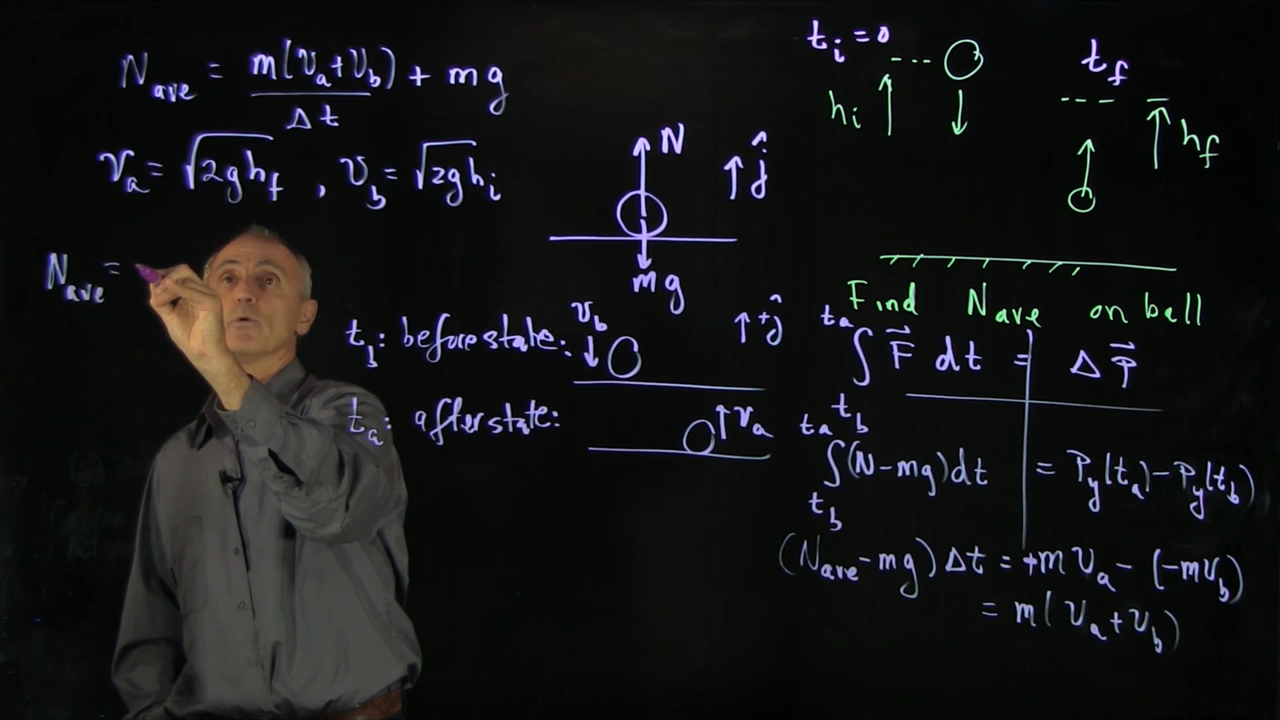 N_ave = m(v_a + v_b)/Δt + mg
v_a = √2gh_f , v_b = √2gh_i
N_ave =
N
ĵ
mg
t_b: before state:
v_b
+ĵ
t_a: after state:
v_a
t_i = 0
h_i
t_f
h_f
Find N_ave on ball
∫_{t_b}^{t_a} F⃗ dt = ΔP⃗
∫_{t_b}^{t_a} (N - mg) dt = P_y(t_a) - P_y(t_b)
(N_ave - mg) Δt = +m v_a - (-m v_b)
= m(v_a + v_b)